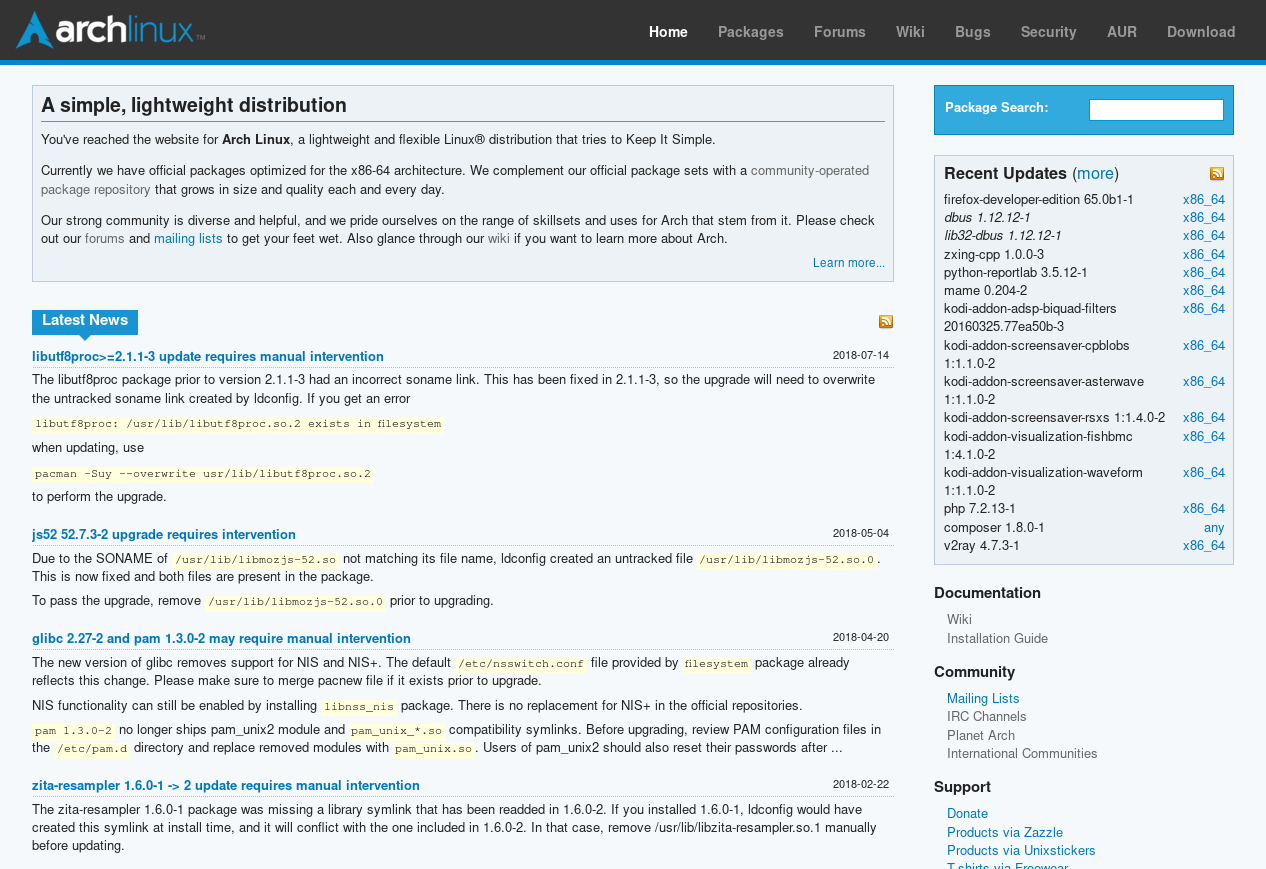 archlinux™
Home Packages Forums Wiki Bugs Security AUR Download
A simple, lightweight distribution
You've reached the website for Arch Linux, a lightweight and flexible Linux® distribution that tries to Keep It Simple.
Currently we have official packages optimized for the x86-64 architecture. We complement our official package sets with a community-operated
package repository that grows in size and quality each and every day.
Our strong community is diverse and helpful, and we pride ourselves on the range of skillsets and uses for Arch that stem from it. Please check
out our forums and mailing lists to get your feet wet. Also glance through our wiki if you want to learn more about Arch.
Learn more...
Latest News
libutf8proc>=2.1.1-3 update requires manual intervention 2018-07-14
The libutf8proc package prior to version 2.1.1-3 had an incorrect soname link. This has been fixed in 2.1.1-3, so the upgrade will need to overwrite
the untracked soname link created by ldconfig. If you get an error
libutf8proc: /usr/lib/libutf8proc.so.2 exists in filesystem
when updating, use
pacman -Suy --overwrite usr/lib/libutf8proc.so.2
to perform the upgrade.
js52 52.7.3-2 upgrade requires intervention 2018-05-04
Due to the SONAME of /usr/lib/libmozjs-52.so not matching its file name, ldconfig created an untracked file /usr/lib/libmozjs-52.so.0.
This is now fixed and both files are present in the package.
To pass the upgrade, remove /usr/lib/libmozjs-52.so.0 prior to upgrading.
glibc 2.27-2 and pam 1.3.0-2 may require manual intervention 2018-04-20
The new version of glibc removes support for NIS and NIS+. The default /etc/nsswitch.conf file provided by filesystem package already
reflects this change. Please make sure to merge pacnew file if it exists prior to upgrade.
NIS functionality can still be enabled by installing libnss_nis package. There is no replacement for NIS+ in the official repositories.
pam 1.3.0-2 no longer ships pam_unix2 module and pam_unix_*.so compatibility symlinks. Before upgrading, review PAM configuration files in
the /etc/pam.d directory and replace removed modules with pam_unix.so. Users of pam_unix2 should also reset their passwords after ...
zita-resampler 1.6.0-1 -> 2 update requires manual intervention 2018-02-22
The zita-resampler 1.6.0-1 package was missing a library symlink that has been readded in 1.6.0-2. If you installed 1.6.0-1, ldconfig would have
created this symlink at install time, and it will conflict with the one included in 1.6.0-2. In that case, remove /usr/lib/libzita-resampler.so.1 manually
before updating.
Package Search:
Recent Updates (more)
firefox-developer-edition 65.0b1-1 x86_64
dbus 1.12.12-1 x86_64
lib32-dbus 1.12.12-1 x86_64
zxing-cpp 1.0.0-3 x86_64
python-reportlab 3.5.12-1 x86_64
mame 0.204-2 x86_64
kodi-addon-adsp-biquad-filters x86_64
20160325.77ea50b-3
kodi-addon-screensaver-cpblobs x86_64
1:1.1.0-2
kodi-addon-screensaver-asterwave x86_64
1:1.1.0-2
kodi-addon-screensaver-rsxs 1:1.4.0-2 x86_64
kodi-addon-visualization-fishbmc x86_64
1:4.1.0-2
kodi-addon-visualization-waveform x86_64
1:1.1.0-2
php 7.2.13-1 x86_64
composer 1.8.0-1 any
v2ray 4.7.3-1 x86_64
Documentation
Wiki
Installation Guide
Community
Mailing Lists
IRC Channels
Planet Arch
International Communities
Support
Donate
Products via Zazzle
Products via Unixstickers
T-shirts via Freewear